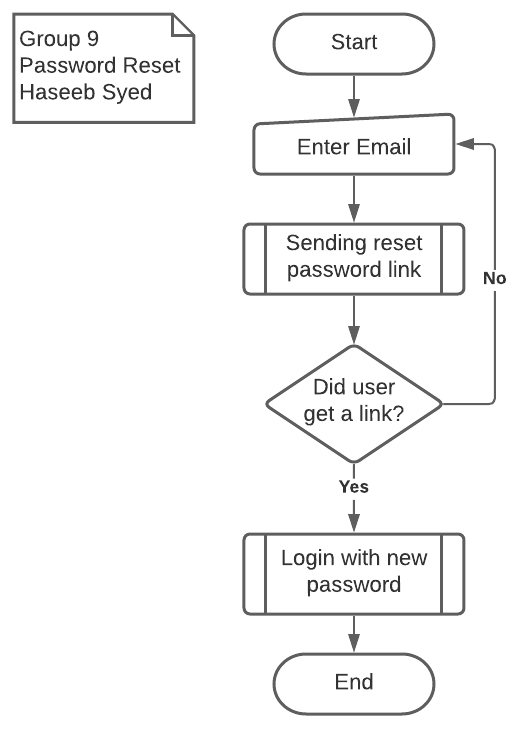 Group 9
Password Reset
Haseeb Syed
Start
Enter Email
Sending reset
password link
No
Did user
get a link?
Yes
Login with new
password
End